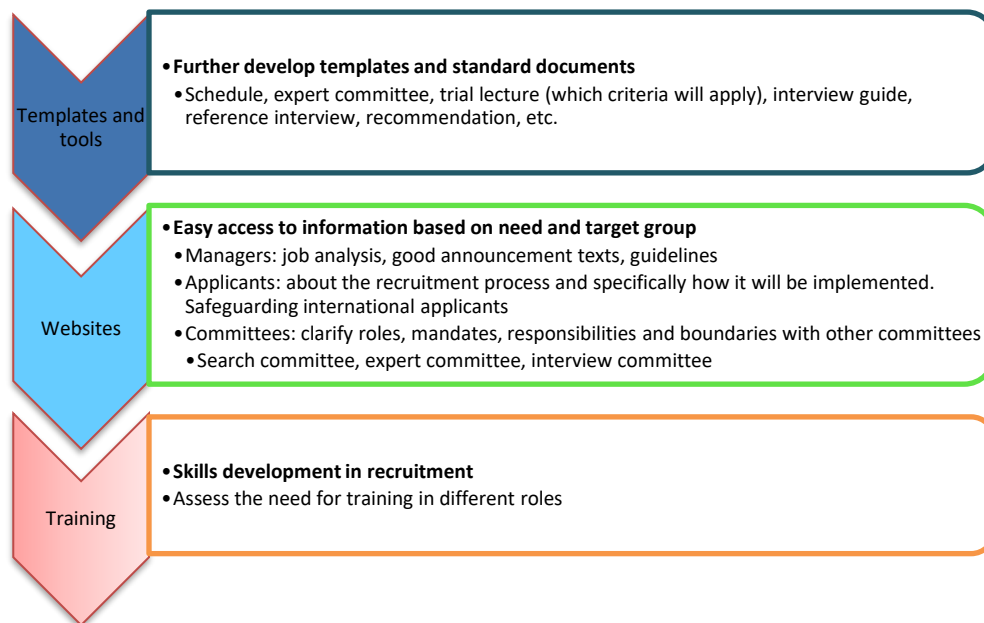 Templates and
tools
•Further develop templates and standard documents
•Schedule, expert committee, trial lecture (which criteria will apply), interview guide,
reference interview, recommendation, etc.
Websites
•Easy access to information based on need and target group
•Managers: job analysis, good announcement texts, guidelines
•Applicants: about the recruitment process and specifically how it will be implemented.
Safeguarding international applicants
•Committees: clarify roles, mandates, responsibilities and boundaries with other committees
•Search committee, expert committee, interview committee
Training
•Skills development in recruitment
•Assess the need for training in different roles